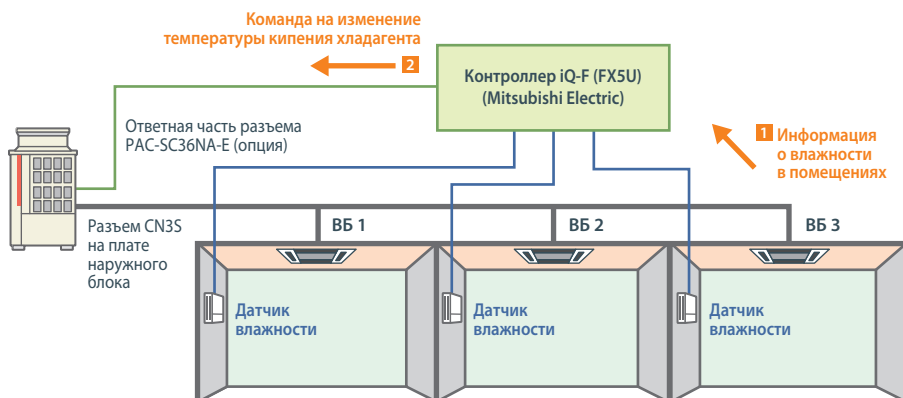 Команда на изменение
температуры кипения хладагента
2
Контроллер iQ-F (FX5U)
(Mitsubishi Electric)
Ответная часть разъема
PAC-SC36NA-E (опция)
1 Информация
о влажности
в помещениях
Разъем CN3S
на плате
наружного
блока
ВБ 1
ВБ 2
ВБ 3
Датчик
влажности
Датчик
влажности
Датчик
влажности